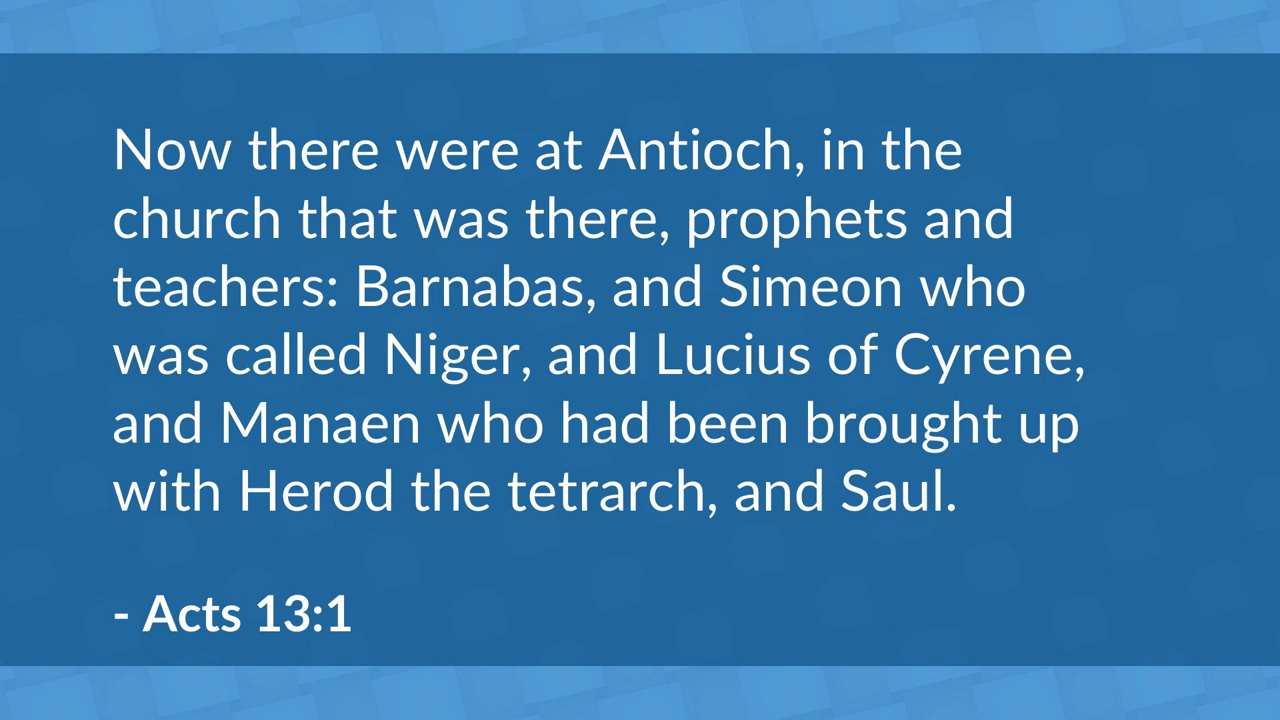 Now there were at Antioch, in the
church that was there, prophets and
teachers: Barnabas, and Simeon who
was called Niger, and Lucius of Cyrene,
and Manaen who had been brought up
with Herod the tetrarch, and Saul.
- Acts 13:1